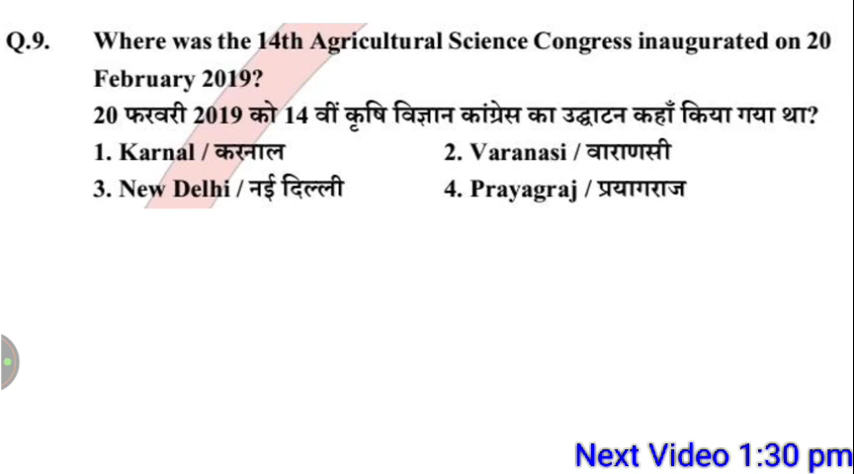 Q.9. Where was the 14th Agricultural Science Congress inaugurated on 20
February 2019?
20 फरवरी 2019 को 14 वीं कृषि विज्ञान कांग्रेस का उद्घाटन कहाँ किया गया था?
1. Karnal / करनाल 2. Varanasi / वाराणसी
3. New Delhi / नई दिल्ली 4. Prayagraj / प्रयागराज
Next Video 1:30 pm